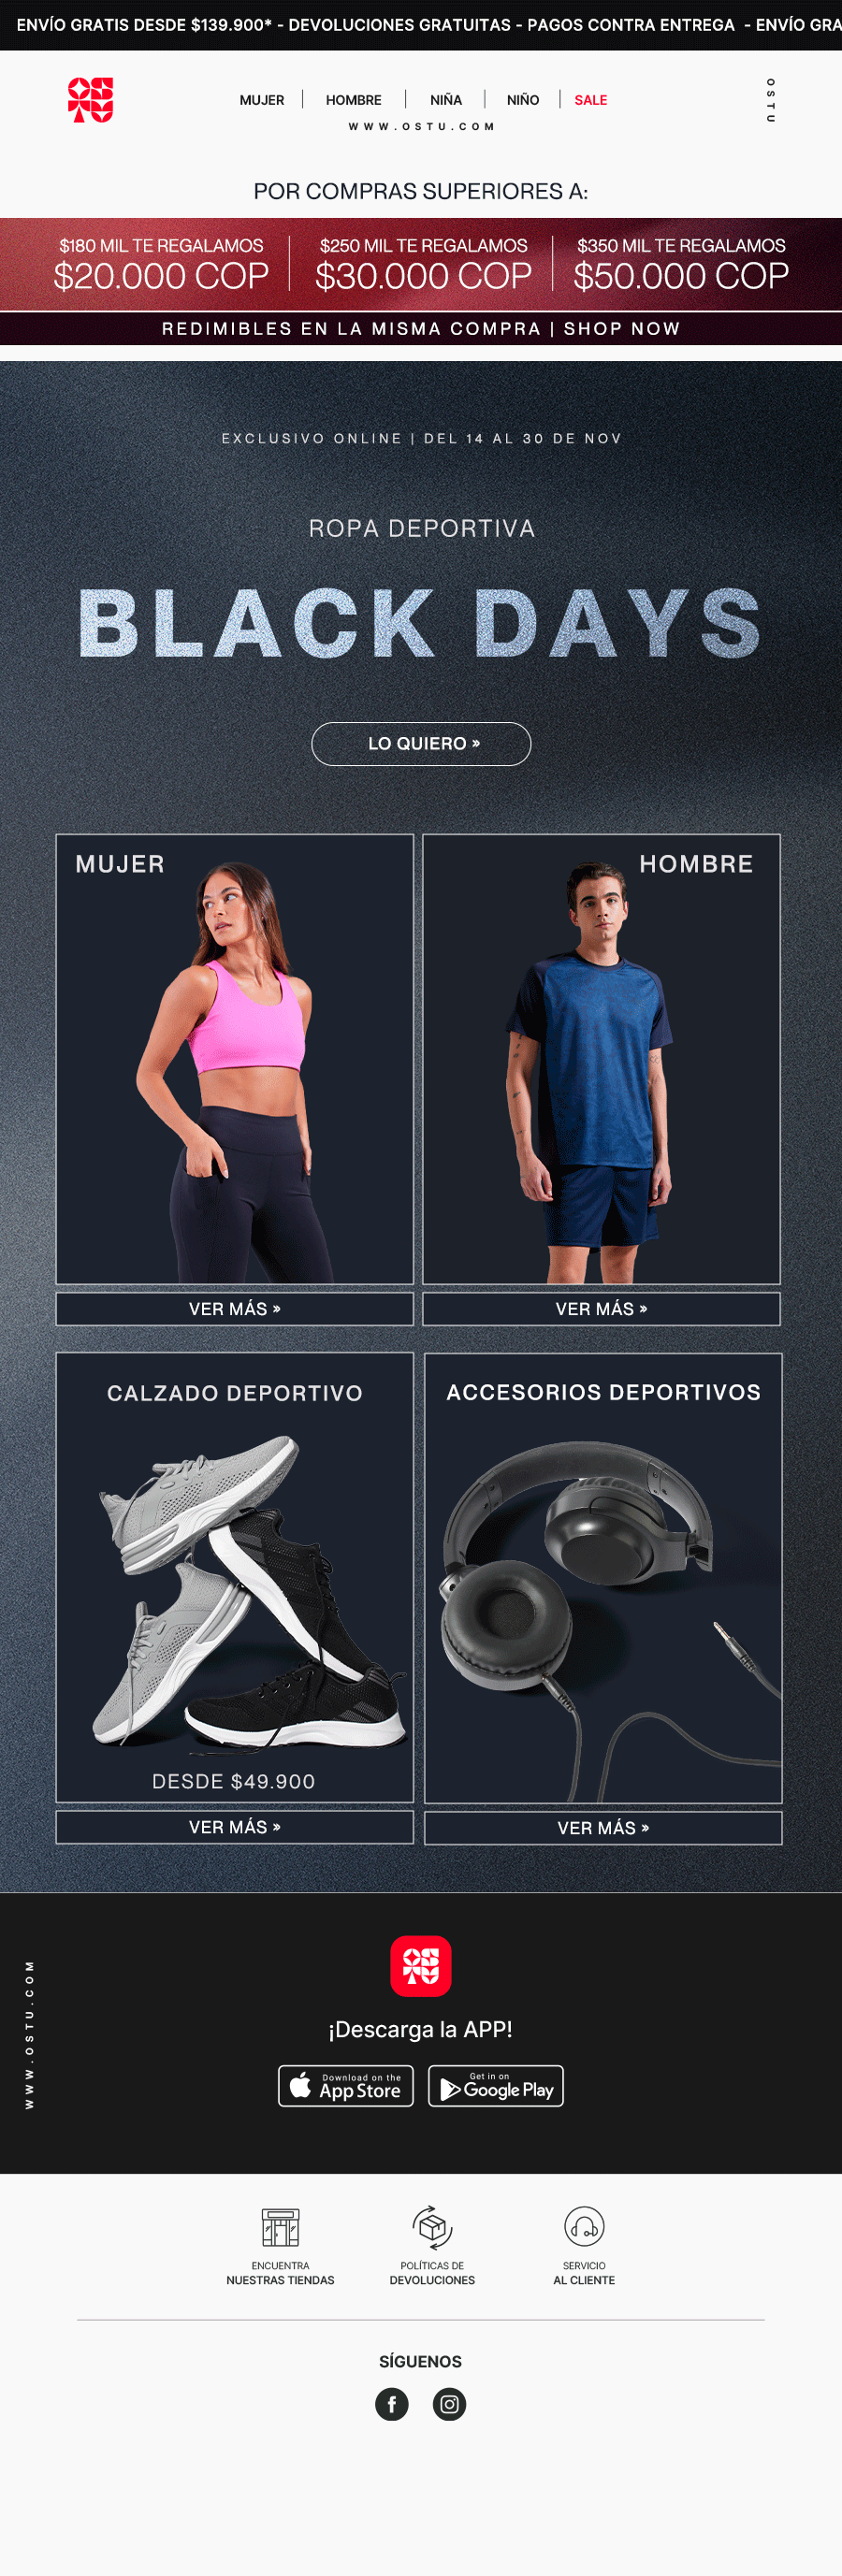 ENVÍO GRATIS DESDE $139.900* - DEVOLUCIONES GRATUITAS - PAGOS CONTRA ENTREGA - ENVÍO GRA
OSTU
MUJER | HOMBRE | NIÑA | NIÑO | SALE
WWW.OSTU.COM
OSTU
POR COMPRAS SUPERIORES A:
$180 MIL TE REGALAMOS
$20.000 COP
$250 MIL TE REGALAMOS
$30.000 COP
$350 MIL TE REGALAMOS
$50.000 COP
REDIMIBLES EN LA MISMA COMPRA | SHOP NOW
EXCLUSIVO ONLINE | DEL 14 AL 30 DE NOV
ROPA DEPORTIVA
BLACK DAYS
LO QUIERO »
MUJER
HOMBRE
VER MÁS »
VER MÁS »
CALZADO DEPORTIVO
ACCESORIOS DEPORTIVOS
DESDE $49.900
VER MÁS »
VER MÁS »
WWW.OSTU.COM
OSTU
¡Descarga la APP!
Download on the
App Store
Get in on
Google Play
ENCUENTRA
NUESTRAS TIENDAS
POLÍTICAS DE
DEVOLUCIONES
SERVICIO
AL CLIENTE
SÍGUENOS